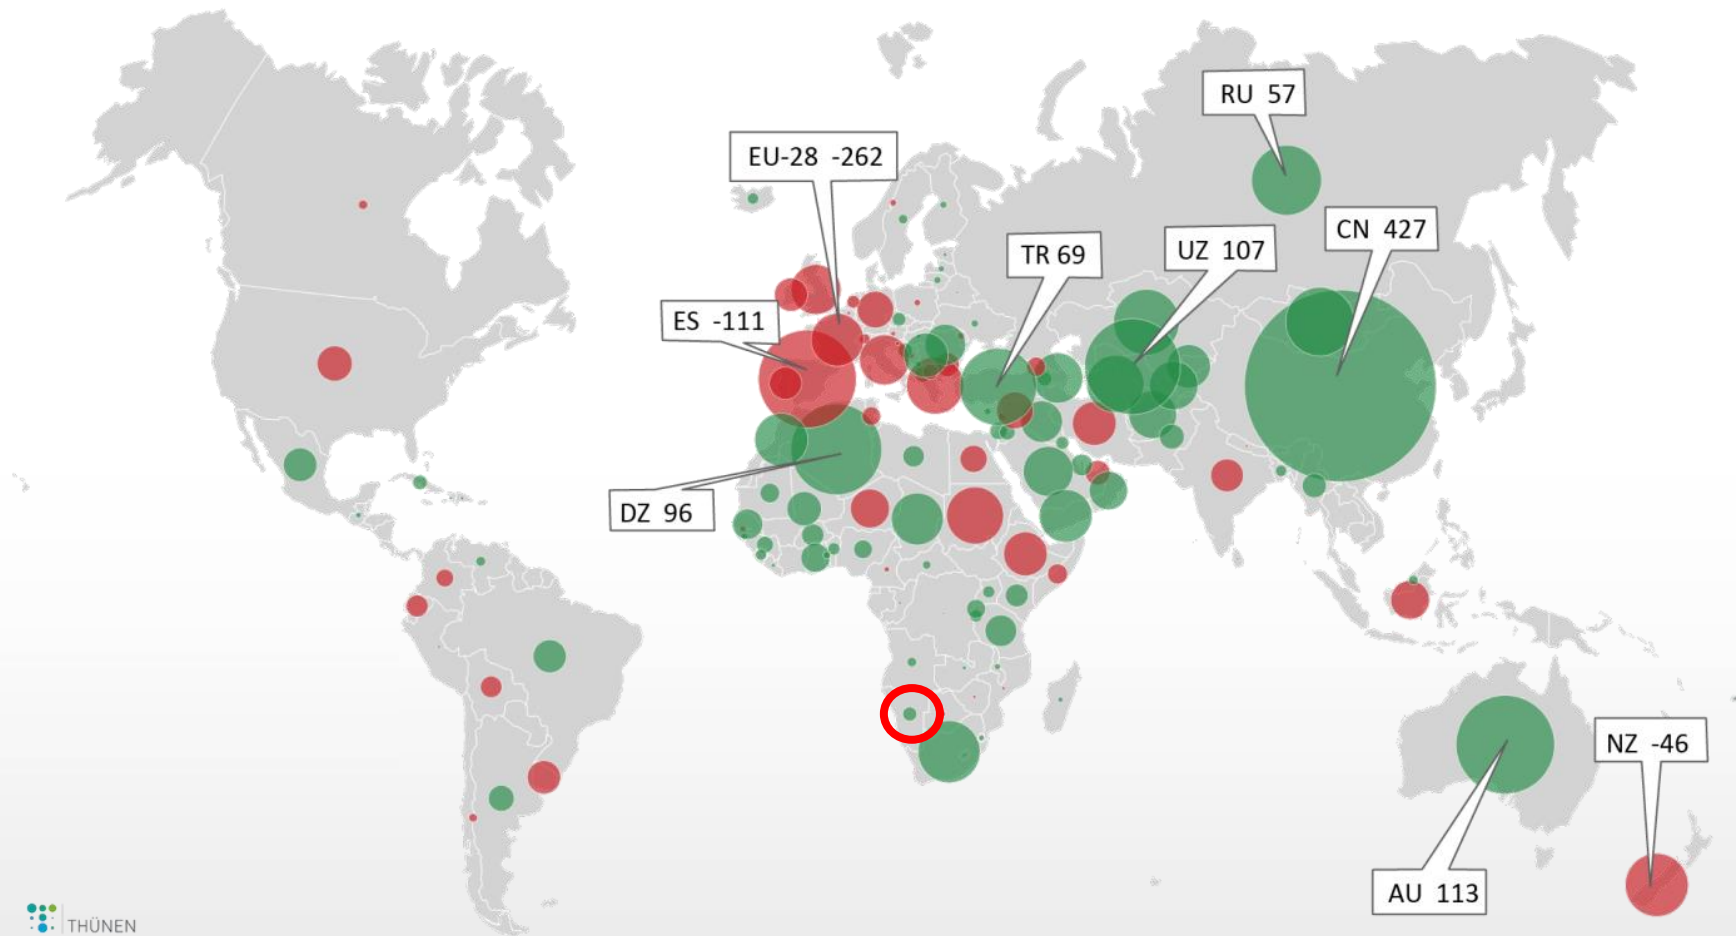 RU 57
EU-28 -262
CN 427
TR 69
UZ 107
ES -111
DZ 96
NZ -46
AU 113
THÜNEN